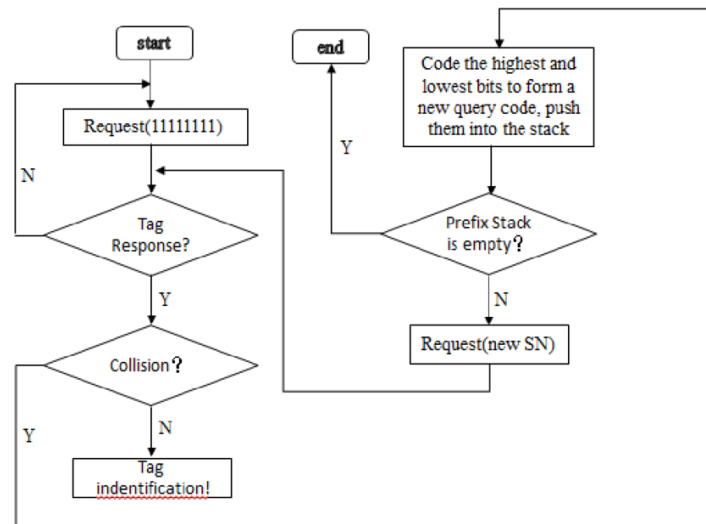 start
Request(11111111)
N
Tag
Response?
Y
Collision?
Y
N
Tag
indentification!
end
Code the highest and
lowest bits to form a
new query code, push
them into the stack
Y
Prefix Stack
is empty?
N
Request(new SN)